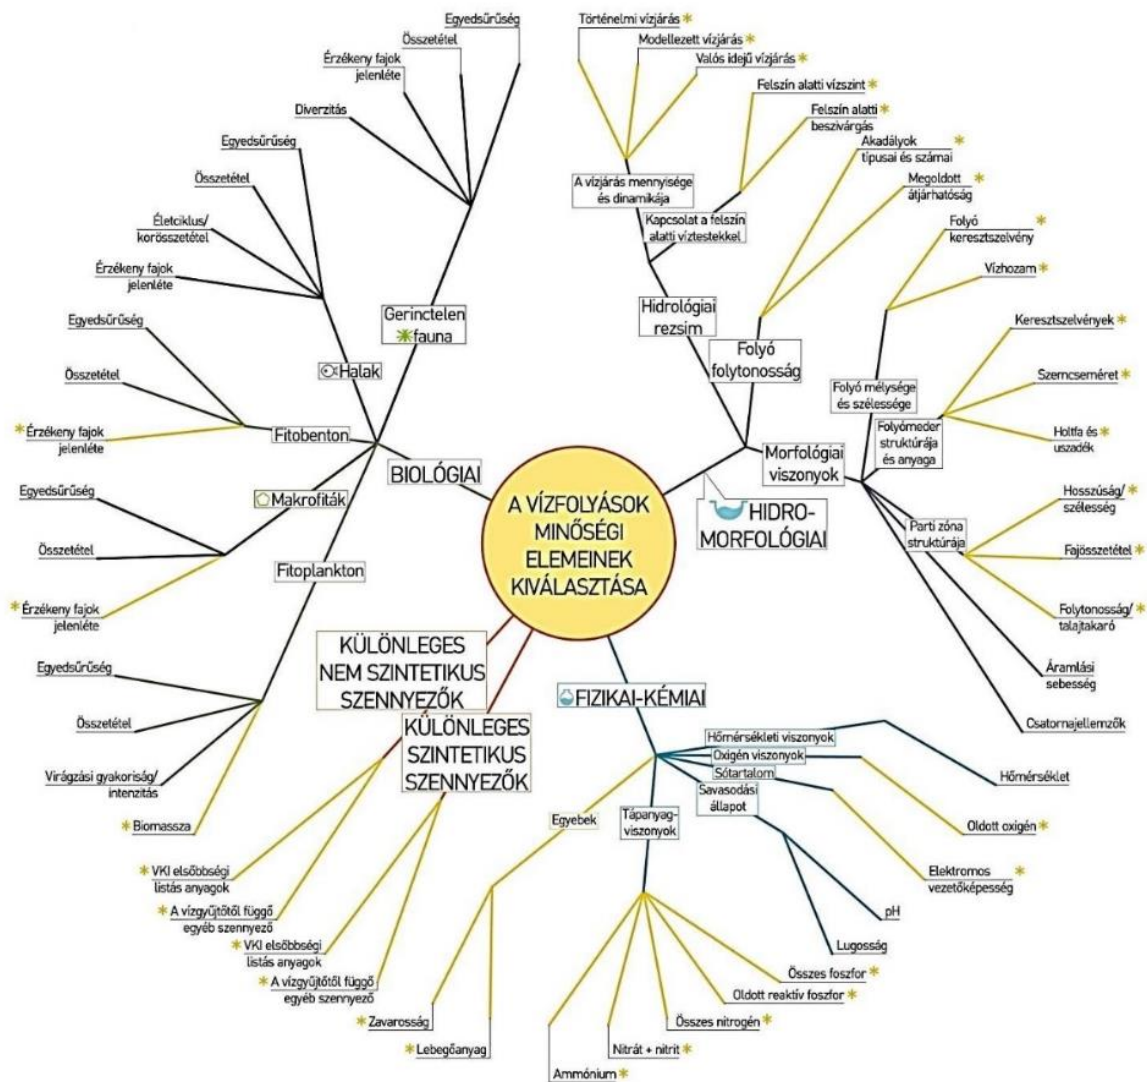 A VÍZFOLYÁSOK
MINŐSÉGI
ELEMEINEK
KIVÁLASZTÁSA
BIOLÓGIAI
Gerinctelen
fauna
Egyedsűrűség
Összetétel
Érzékeny fajok
jelenléte
Diverzitás
Halak
Egyedsűrűség
Összetétel
Életciklus/
korösszetétel
Érzékeny fajok
jelenléte
Fitobenton
Egyedsűrűség
Összetétel
*Érzékeny fajok
jelenléte
Makrofiták
Egyedsűrűség
Összetétel
*Érzékeny fajok
jelenléte
Fitoplankton
Egyedsűrűség
Összetétel
Virágzási gyakoriság/
intenzitás
*Biomassza
HIDRO-
MORFOLÓGIAI
Hidrológiai
rezsim
A vízjárás mennyisége
és dinamikája
Történelmi vízjárás*
Modellezett vízjárás*
Valós idejű vízjárás*
Kapcsolat a felszín
alatti víztestekkel
Felszín alatti vízszint*
Felszín alatti*
beszivárgás
Folyó
folytonosság
Akadályok*
típusai és számai
Megoldott*
átjárhatóság
Morfológiai
viszonyok
Folyó mélysége
és szélessége
Folyó*
keresztszelvény
Vízhozam*
Folyómeder
struktúrája
és anyaga
Keresztszelvények*
Szemcseméret*
Holtfa és*
uszadék
Parti zóna
struktúrája
Hosszúság/*
szélesség
Fajösszetétel*
Folytonosság/*
talajtakaró
Áramlási
sebesség
Csatornajellemzők
FIZIKAI-KÉMIAI
Hőmérsékleti viszonyok
Hőmérséklet
Oxigén viszonyok
Oldott oxigén*
Sótartalom
Elektromos*
vezetőképesség
Savasodási
állapot
pH
Lugosság
Tápanyag-
viszonyok
Összes foszfor*
Oldott reaktív foszfor*
Összes nitrogén*
Nitrát + nitrit*
Ammónium*
Egyebek
*Zavarosság
*Lebegőanyag
KÜLÖNLEGES
NEM SZINTETIKUS
SZENNYEZŐK
*VKI elsőbbségi
listás anyagok
*A vízgyűjtőtől függő
egyéb szennyező
KÜLÖNLEGES
SZINTETIKUS
SZENNYEZŐK
*VKI elsőbbségi
listás anyagok
*A vízgyűjtőtől függő
egyéb szennyező